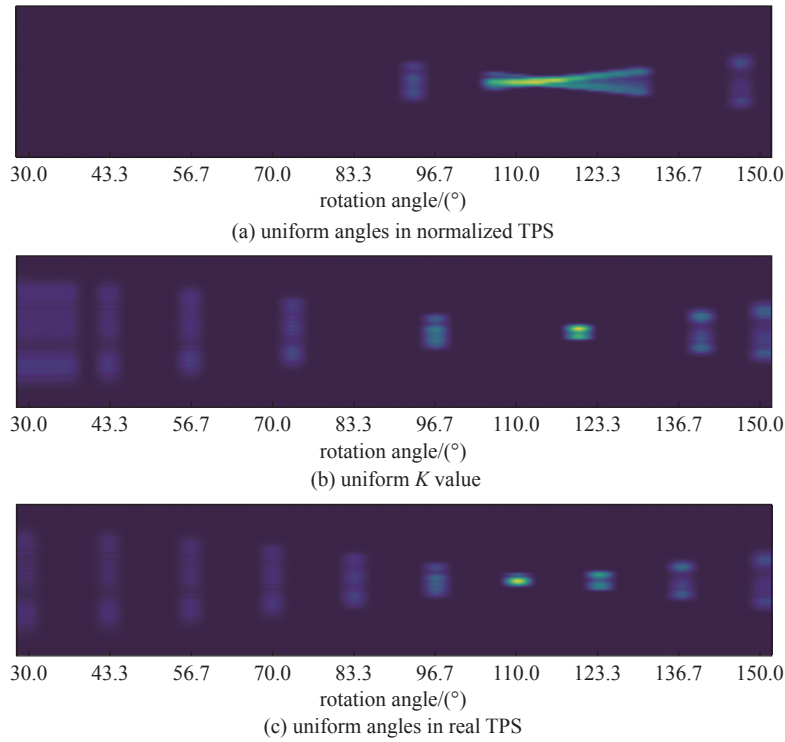 30.0 43.3 56.7 70.0 83.3 96.7 110.0 123.3 136.7 150.0
rotation angle/(°)
(a) uniform angles in normalized TPS
30.0 43.3 56.7 70.0 83.3 96.7 110.0 123.3 136.7 150.0
rotation angle/(°)
(b) uniform K value
30.0 43.3 56.7 70.0 83.3 96.7 110.0 123.3 136.7 150.0
rotation angle/(°)
(c) uniform angles in real TPS